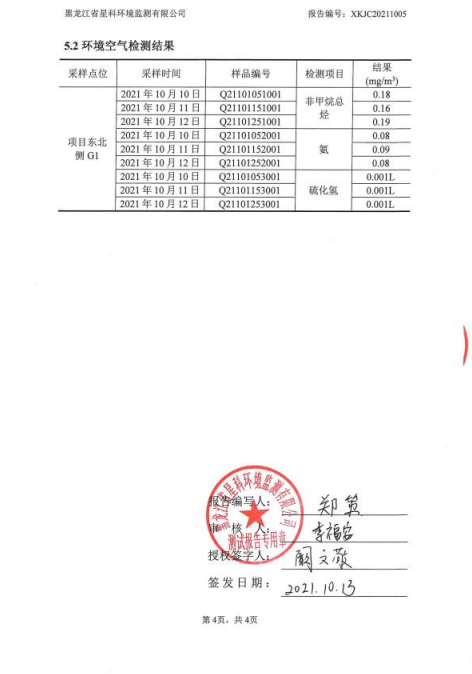 黑龙江省星科环境监测有限公司 报告编号：XKJC20211005
5.2 环境空气检测结果
采样点位 采样时间 样品编号 检测项目 结果(mg/m³)
项目东北侧 G1 2021 年 10 月 10 日 Q21101051001 非甲烷总烃 0.18
2021 年 10 月 11 日 Q21101151001 0.16
2021 年 10 月 12 日 Q21101251001 0.19
2021 年 10 月 10 日 Q21101052001 氨 0.08
2021 年 10 月 11 日 Q21101152001 0.09
2021 年 10 月 12 日 Q21101252001 0.08
2021 年 10 月 10 日 Q21101053001 硫化氢 0.001L
2021 年 10 月 11 日 Q21101153001 0.001L
2021 年 10 月 12 日 Q21101253001 0.001L
黑龙江省星科环境监测有限公司
测试报告专用章
报告编写人：
审 核 人： 李福
授权签字人： 文
签发日期： 2021.10.13
第 4页，共 4页